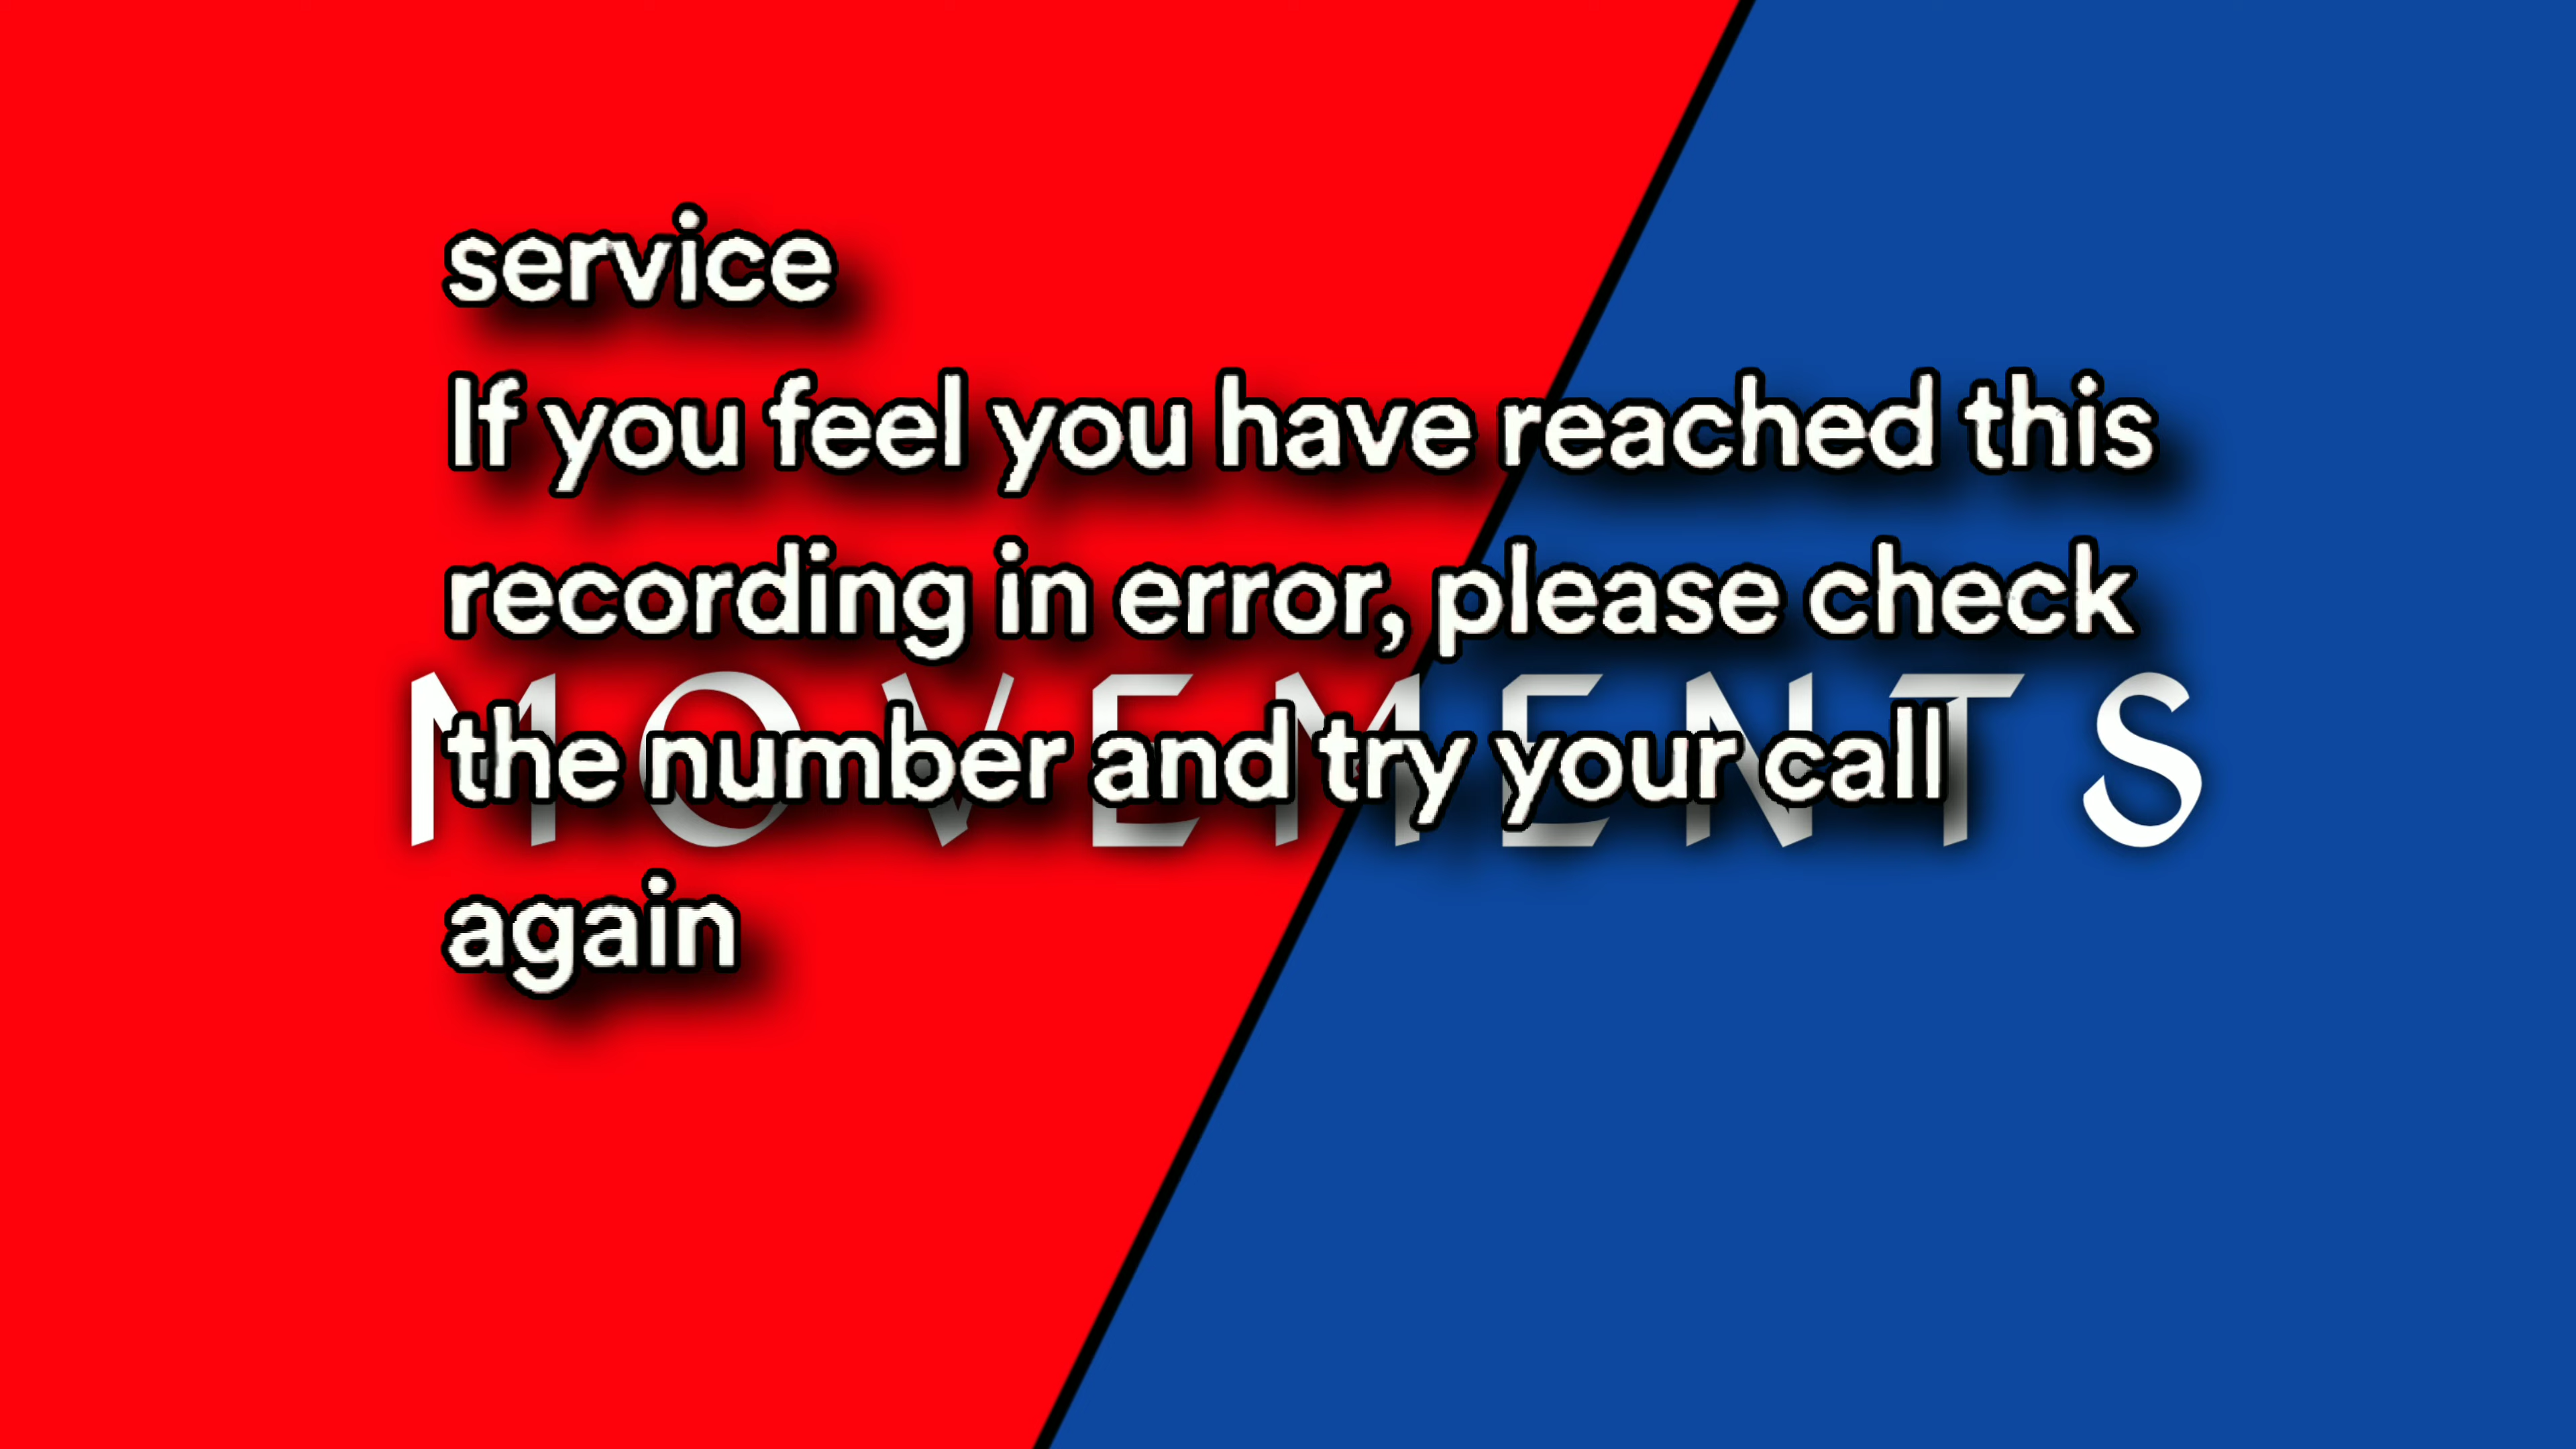 service
If you feel you have reached this
recording in error, please check
MOVEMENTS
the number and try your call
again